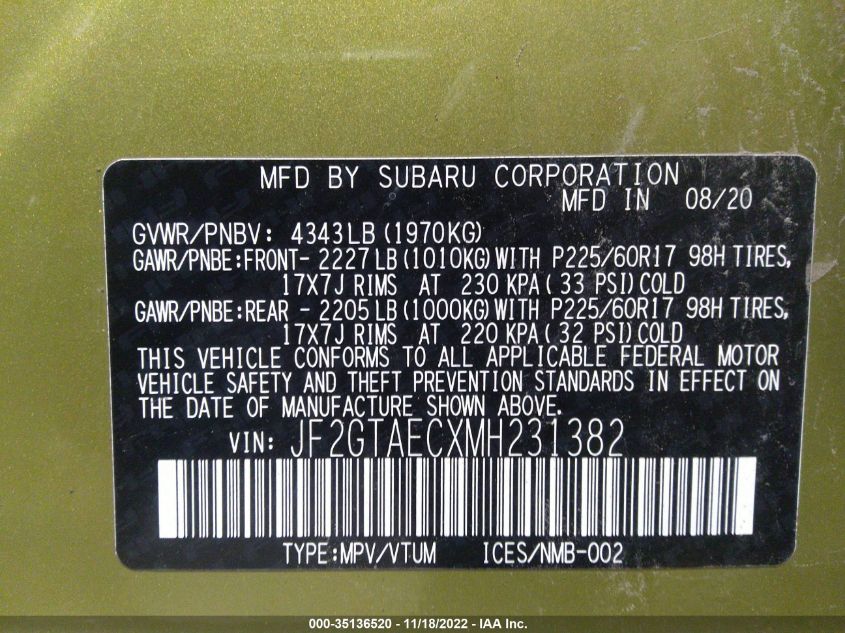 MFD BY SUBARU CORPORATION
MFD IN 08/20
GVWR/PNBV: 4343LB (1970KG)
GAWR/PNBE:FRONT- 2227LB (1010KG) WITH P225/60R17 98H TIRES,
17X7J RIMS AT 230 KPA( 33 PSI)COLD
GAWR/PNBE:REAR - 2205LB (1000KG) WITH P225/60R17 98H TIRES,
17X7J RIMS AT 220 KPA( 32 PSI)COLD
THIS VEHICLE CONFORMS TO ALL APPLICABLE FEDERAL MOTOR
VEHICLE SAFETY AND THEFT PREVENTION STANDARDS IN EFFECT ON
THE DATE OF MANUFACTURE SHOWN ABOVE.
VIN: JF2GTAECXMH231382
TYPE:MPV/VTUM ICES/NMB-002
000-35136520 - 11/18/2022 - IAA Inc.